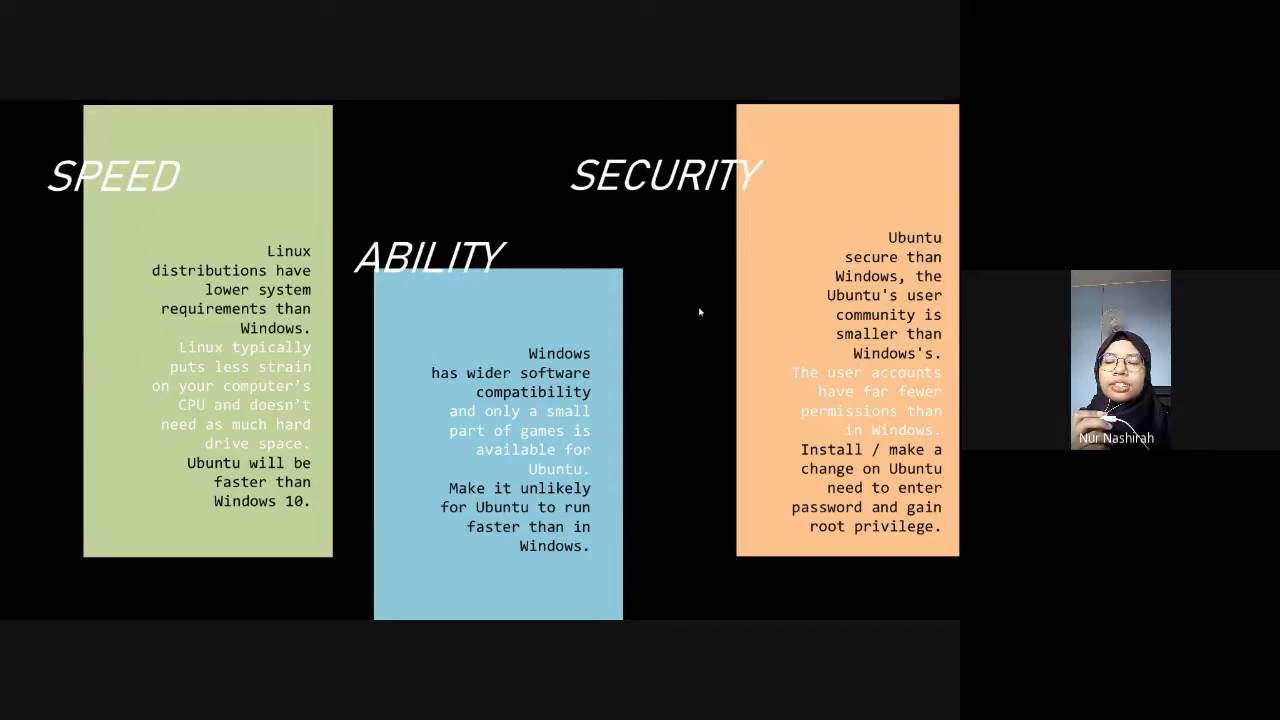 SPEED
Linux
distributions have
lower system
requirements than
Windows.
Linux typically
puts less strain
on your computer’s
CPU and doesn’t
need as much hard
drive space.
Ubuntu will be
faster than
Windows 10.
ABILITY
Windows
has wider software
compatibility
and only a small
part of games is
available for
Ubuntu.
Make it unlikely
for Ubuntu to run
faster than in
Windows.
SECURITY
Ubuntu
secure than
Windows, the
Ubuntu's user
community is
smaller than
Windows's.
The user accounts
have far fewer
permissions than
in Windows.
Install / make a
change on Ubuntu
need to enter
password and gain
root privilege.
Nur Nashirah